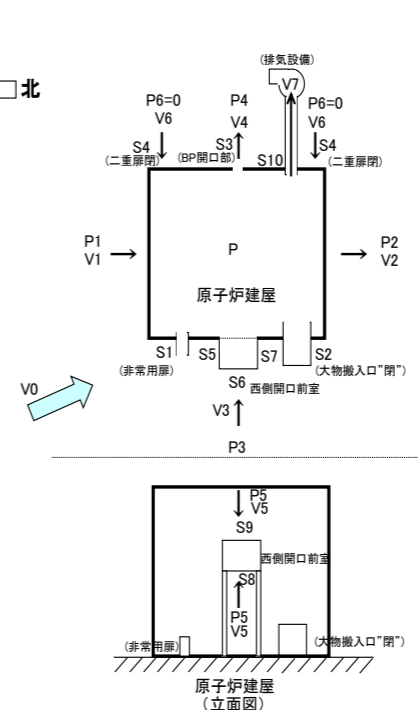 北
(排気設備)
V7
P6=0
V6
P4
V4
P6=0
V6
S4
(二重扉閉)
S3
(BP開口部)
S10
S4
(二重扉閉)
P1
V1
P
P2
V2
原子炉建屋
S1
(非常用扉)
S5
S7
S2
(大物搬入口"閉")
S6
西側開口前室
V0
V3
P3
P5
V5
S9
西側開口前室
S8
P5
V5
(非常用扉)
(大物搬入口"閉")
原子炉建屋
(立面図)